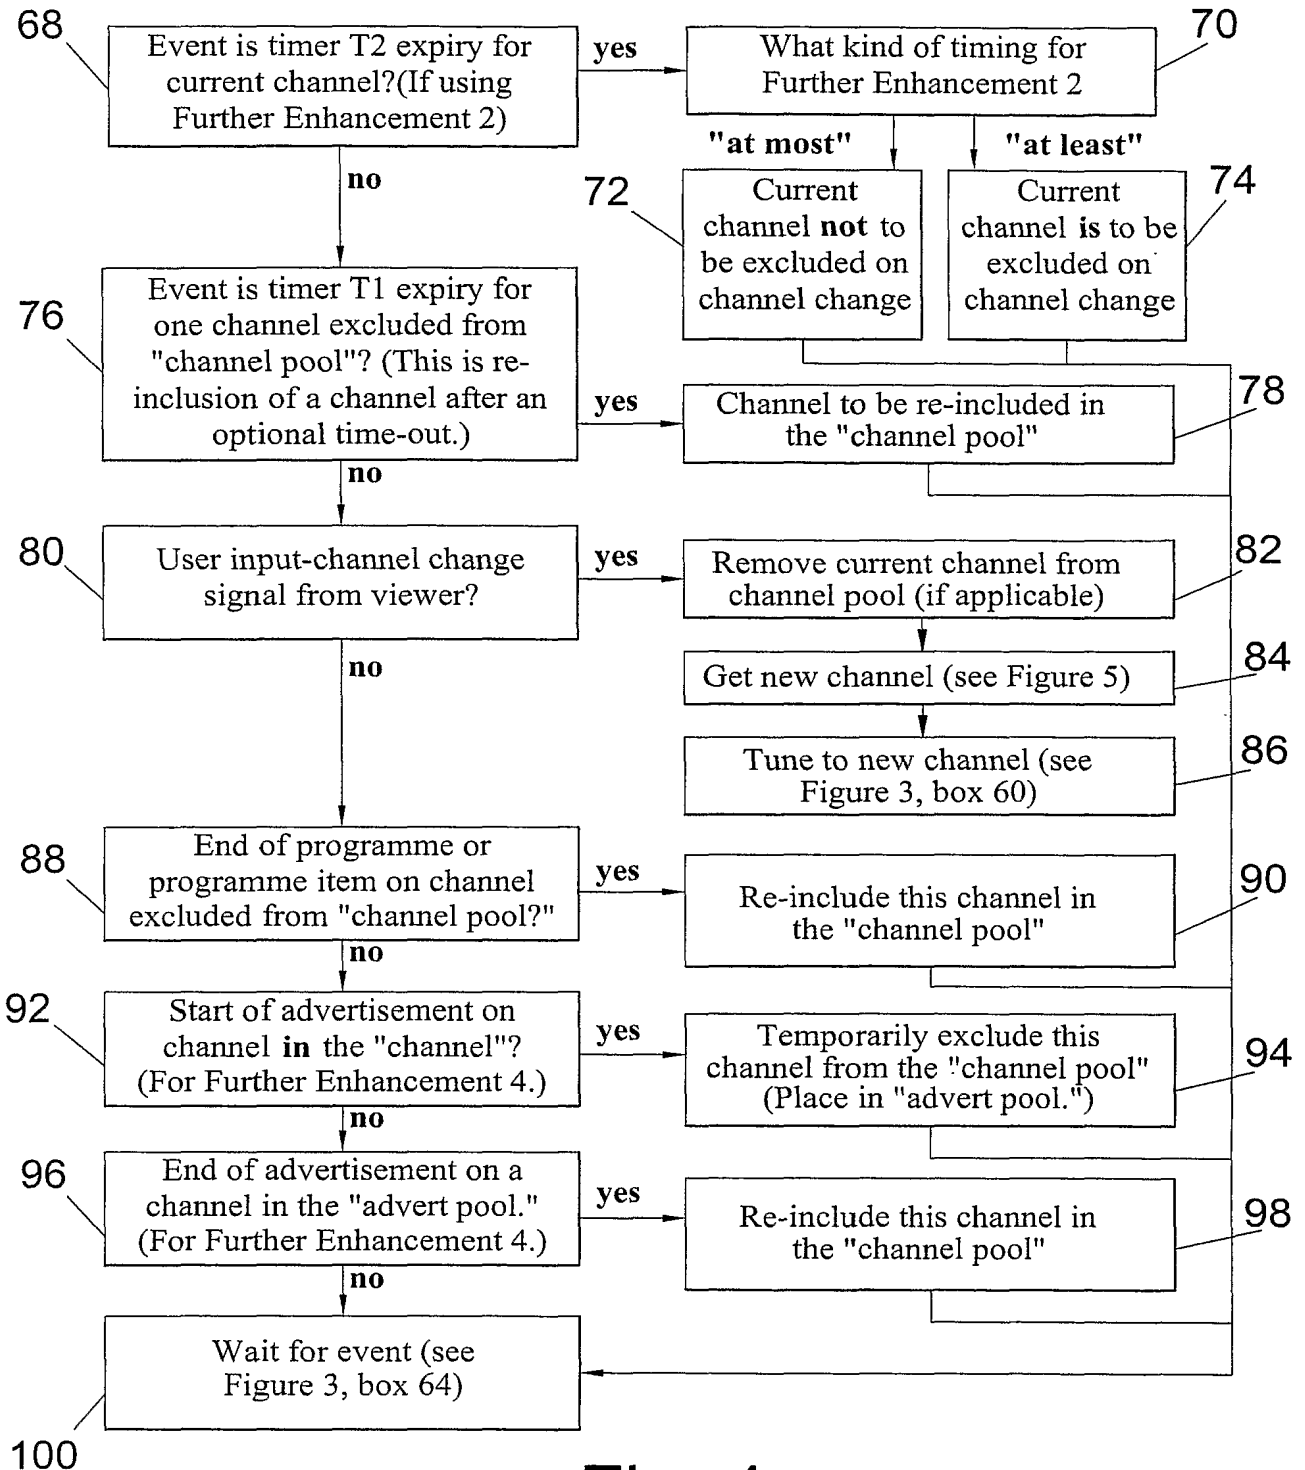 68
Event is timer T2 expiry for
current channel?(If using
Further Enhancement 2)
yes
What kind of timing for
Further Enhancement 2
70
no
"at most"
"at least"
72
Current
channel not to
be excluded on
channel change
Current
channel is to be
excluded on
channel change
74
76
Event is timer T1 expiry for
one channel excluded from
"channel pool"? (This is re-
inclusion of a channel after an
optional time-out.)
yes
Channel to be re-included in
the "channel pool"
78
no
80
User input-channel change
signal from viewer?
yes
Remove current channel from
channel pool (if applicable)
82
no
Get new channel (see Figure 5)
84
Tune to new channel (see
Figure 3, box 60)
86
88
End of programme or
programme item on channel
excluded from "channel pool?"
yes
Re-include this channel in
the "channel pool"
90
no
92
Start of advertisement on
channel in the "channel"?
(For Further Enhancement 4.)
yes
Temporarily exclude this
channel from the "channel pool"
(Place in "advert pool.")
94
no
96
End of advertisement on a
channel in the "advert pool."
(For Further Enhancement 4.)
yes
Re-include this channel in
the "channel pool"
98
no
Wait for event (see
Figure 3, box 64)
100